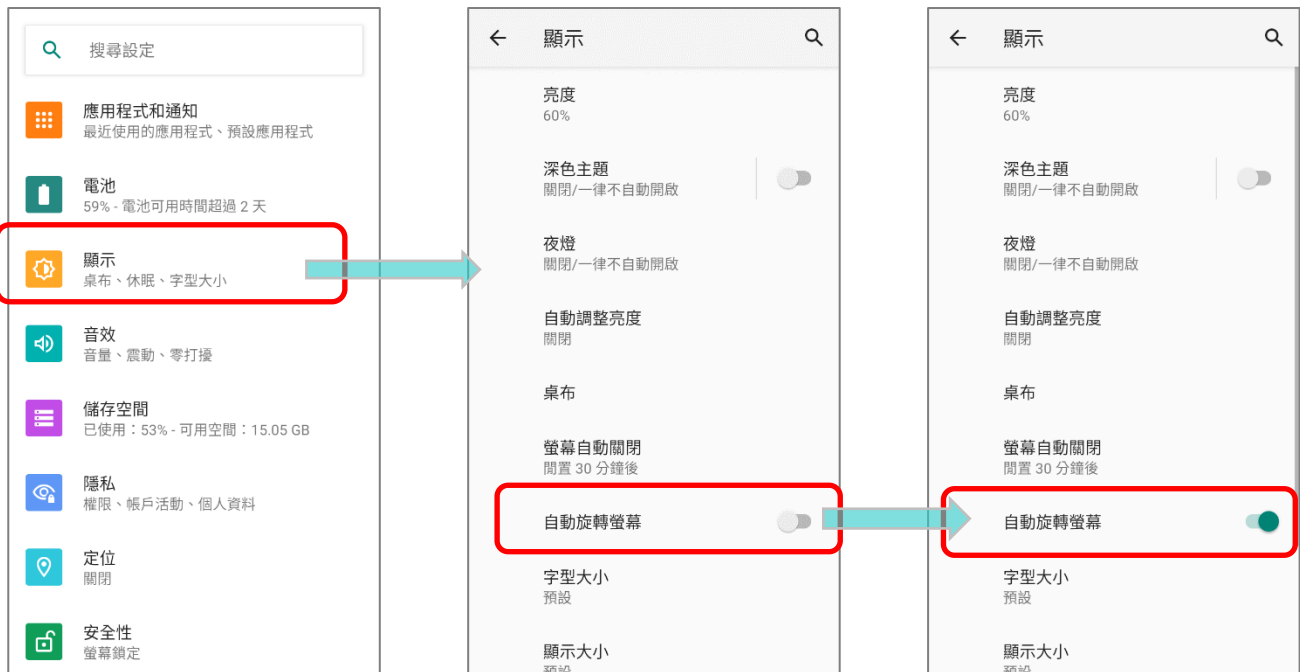 搜尋設定
應用程式和通知
最近使用的應用程式、預設應用程式
電池
59% - 電池可用時間超過 2 天
顯示
桌布、休眠、字型大小
音效
音量、震動、零打擾
儲存空間
已使用：53% - 可用空間：15.05 GB
隱私
權限、帳戶活動、個人資料
定位
關閉
安全性
螢幕鎖定
顯示
亮度
60%
深色主題
關閉/一律不自動開啟
夜燈
關閉/一律不自動開啟
自動調整亮度
關閉
桌布
螢幕自動關閉
閒置 30 分鐘後
自動旋轉螢幕
字型大小
預設
顯示大小
預設
顯示
亮度
60%
深色主題
關閉/一律不自動開啟
夜燈
關閉/一律不自動開啟
自動調整亮度
關閉
桌布
螢幕自動關閉
閒置 30 分鐘後
自動旋轉螢幕
字型大小
預設
顯示大小
預設